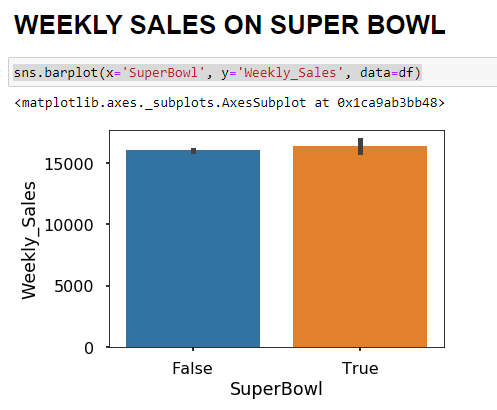 WEEKLY SALES ON SUPER BOWL
sns.barplot(x='SuperBowl', y='Weekly_Sales', data=df)
<matplotlib.axes._subplots.AxesSubplot at 0x1ca9ab3bb48>
Weekly_Sales
15000
10000
5000
0
False True
SuperBowl